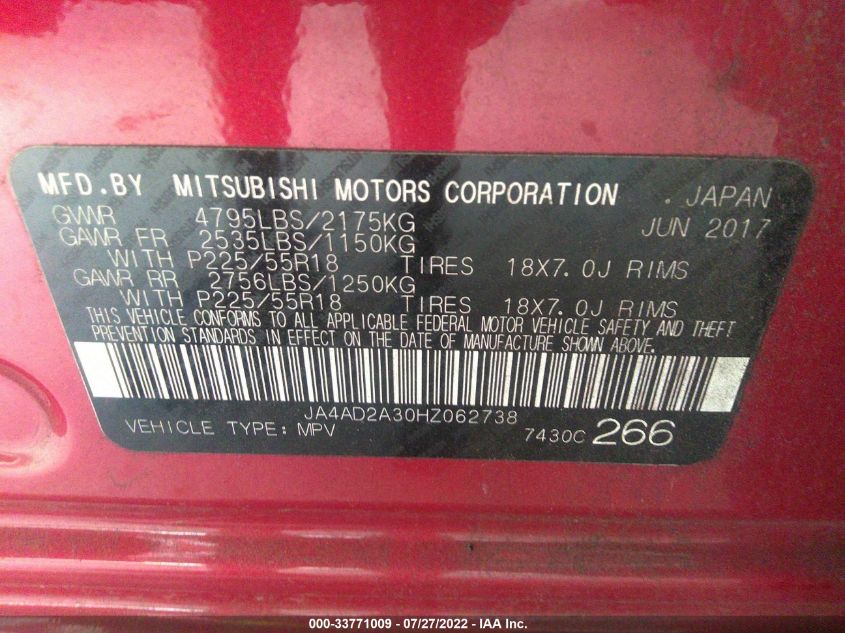 MFD.BY MITSUBISHI MOTORS CORPORATION . JAPAN
GVWR 4795LBS/2175KG JUN 2017
GAWR FR 2535LBS/1150KG
WITH P225/55R18 TIRES 18X7.0J RIMS
GAWR RR 2756LBS/1250KG
WITH P225/55R18 TIRES 18X7.0J RIMS
THIS VEHICLE CONFORMS TO ALL APPLICABLE FEDERAL MOTOR VEHICLE SAFETY AND THEFT
PREVENTION STANDARDS IN EFFECT ON THE DATE OF MANUFACTURE SHOWN ABOVE.
JA4AD2A30HZ062738
VEHICLE TYPE: MPV 7430C 266
000-33771009 - 07/27/2022 - IAA Inc.